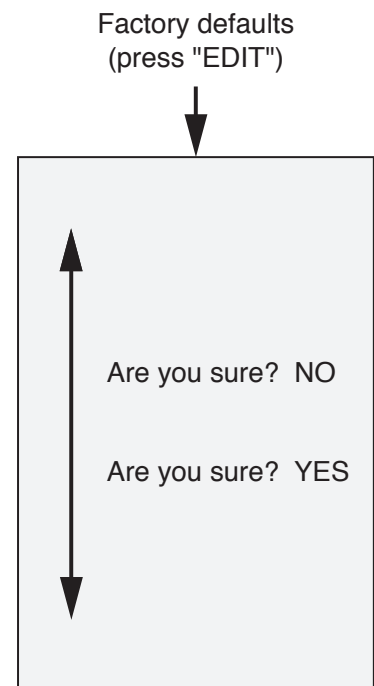 Factory defaults
(press "EDIT")
Are you sure? NO
Are you sure? YES